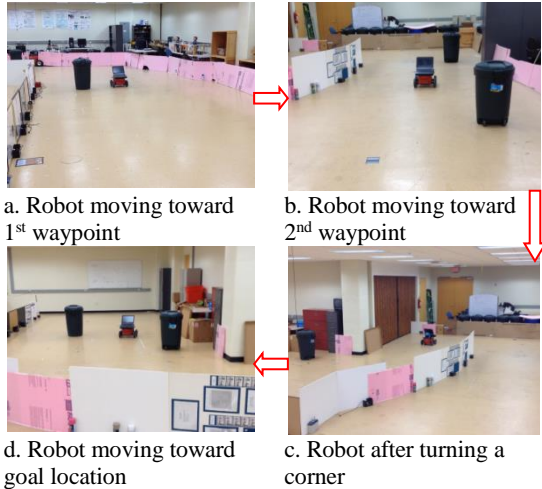 a. Robot moving toward
1st waypoint
b. Robot moving toward
2nd waypoint
d. Robot moving toward
goal location
c. Robot after turning a
corner